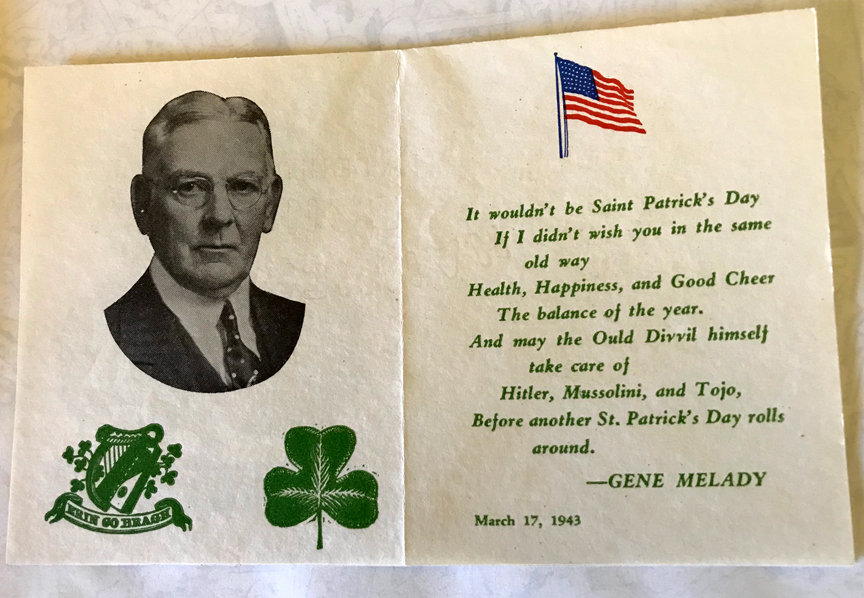 ERIN GO BRAGH
It wouldn't be Saint Patrick's Day
If I didn't wish you in the same
old way
Health, Happiness, and Good Cheer
The balance of the year.
And may the Ould Divvil himself
take care of
Hitler, Mussolini, and Tojo,
Before another St. Patrick's Day rolls
around.
—GENE MELADY
March 17, 1943